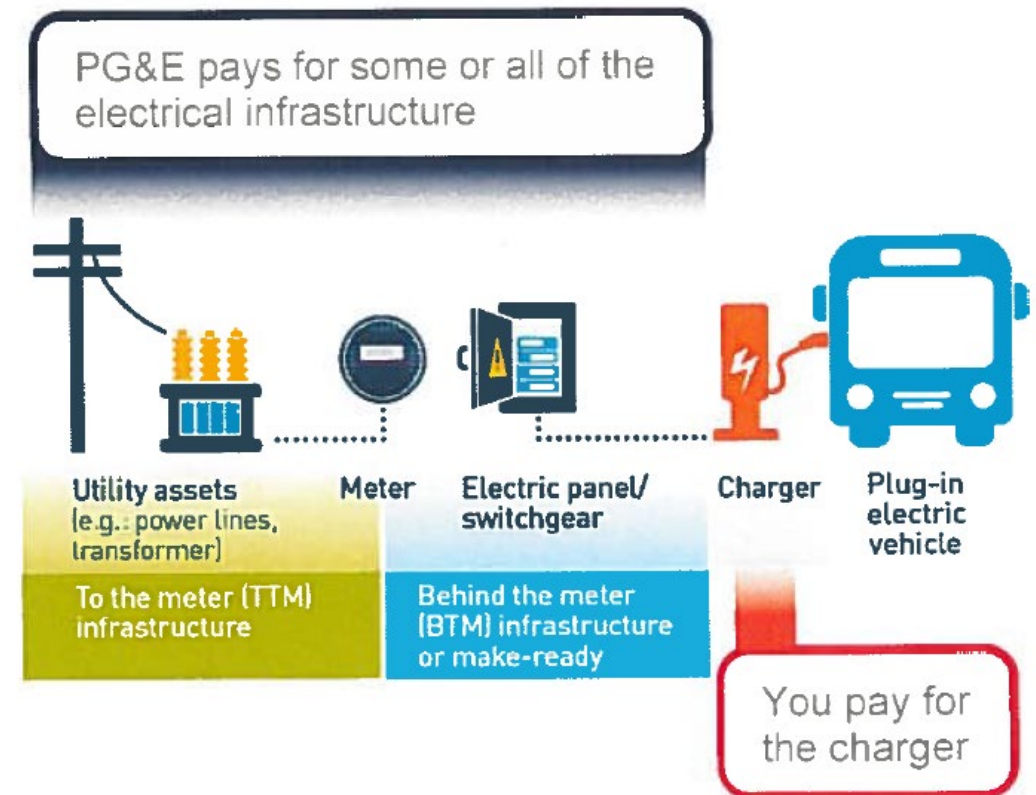 PG&E pays for some or all of the
electrical infrastructure
Utility assets
(e.g.: power lines,
transformer)
Meter
Electric panel/
switchgear
Charger
Plug-in
electric
vehicle
To the meter (TTM)
infrastructure
Behind the meter
(BTM) infrastructure
or make-ready
You pay for
the charger